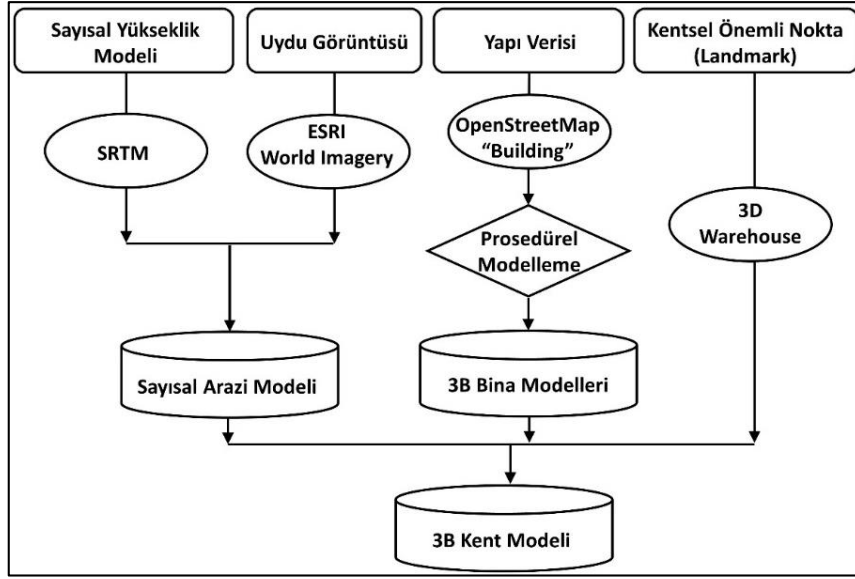 Sayısal Yükseklik
Modeli
Uydu Görüntüsü
Yapı Verisi
Kentsel Önemli Nokta
(Landmark)
SRTM
ESRI
World Imagery
OpenStreetMap
“Building”
3D
Warehouse
Prosedürel
Modelleme
Sayısal Arazi Modeli
3B Bina Modelleri
3B Kent Modeli